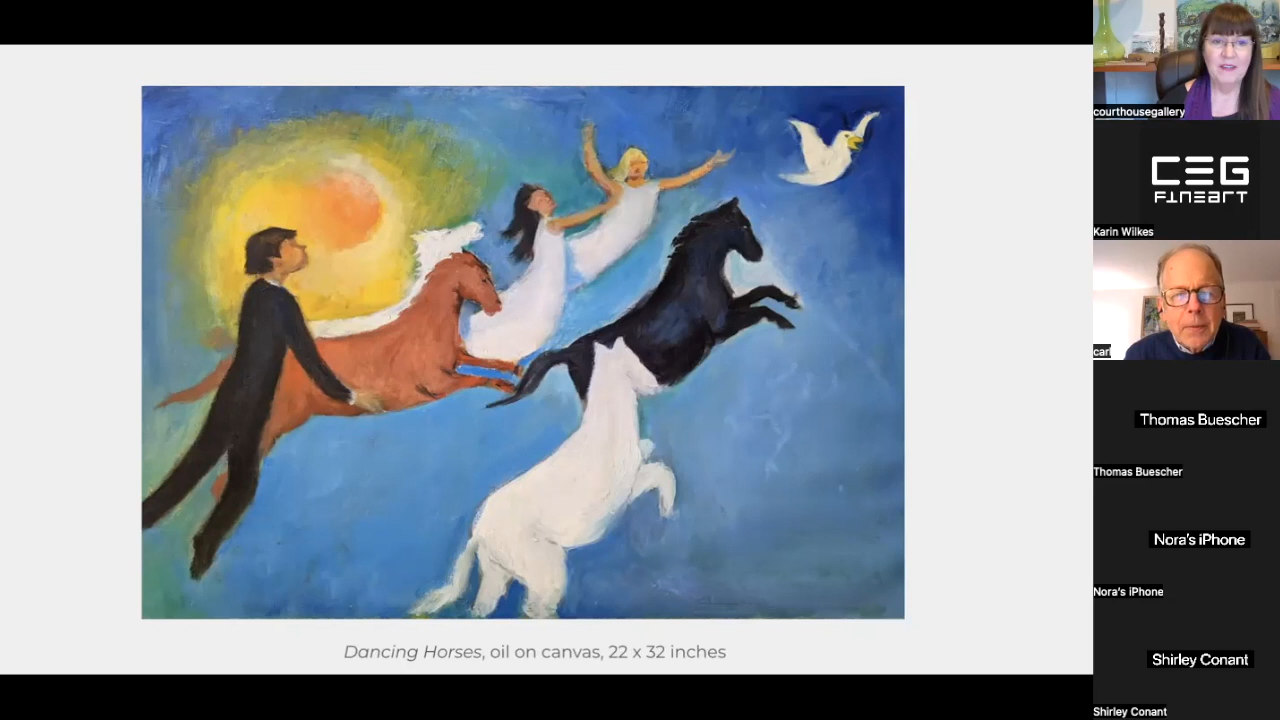 Dancing Horses, oil on canvas, 22 x 32 inches
courthousegallery
CEG
FINEART
Karin Wilkes
carl
Thomas Buescher
Thomas Buescher
Nora's iPhone
Nora's iPhone
Shirley Conant
Shirley Conant